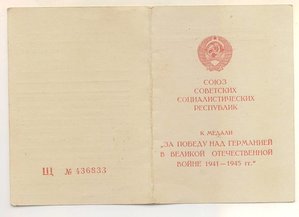 СОЮЗ
СОВЕТСКИХ
СОЦИАЛИСТИЧЕСКИХ
РЕСПУБЛИК
К МЕДАЛИ
„ЗА ПОБЕДУ НАД ГЕРМАНИЕЙ
В ВЕЛИКОЙ ОТЕЧЕСТВЕННОЙ
ВОЙНЕ 1941—1945 гг.“
Щ № 436833